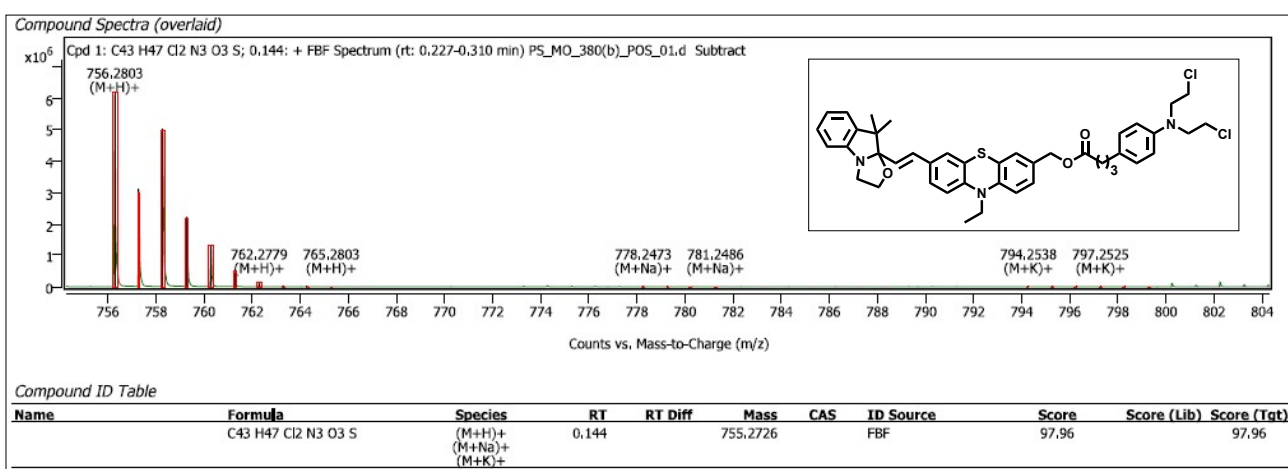 Compound Spectra (overlaid)
x10⁶
Cpd 1: C43 H47 Cl2 N3 O3 S; 0.144: + FBF Spectrum (rt: 0.227-0.310 min) PS_MO_380(b)_POS_01.d Subtract
756.2803
(M+H)+
6
5
4
3
2
1
0
762.2779
(M+H)+
765.2803
(M+H)+
778.2473
(M+Na)+
781.2486
(M+Na)+
794.2538
(M+K)+
797.2525
(M+K)+
Cl
N
Cl
S
O
O
3
N
O
N
756 758 760 762 764 766 768 770 772 774 776 778 780 782 784 786 788 790 792 794 796 798 800 802 804
Counts vs. Mass-to-Charge (m/z)
Compound ID Table
Name Formula Species RT RT Diff Mass CAS ID Source Score Score (Lib) Score (Tgt)
C43 H47 Cl2 N3 O3 S (M+H)+ 0.144 755.2726 FBF 97.96 97.96
(M+Na)+
(M+K)+